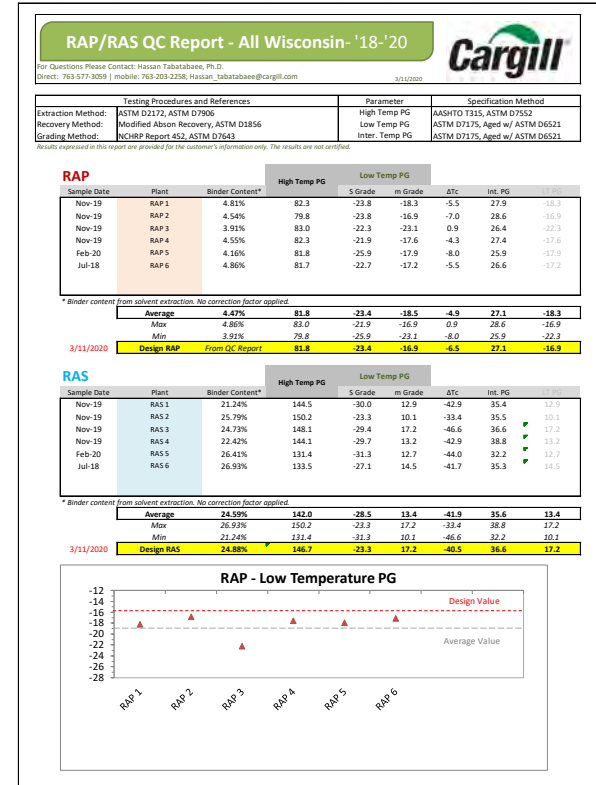 RAP/RAS QC Report - All Wisconsin- '18-'20
Cargill
For Questions Please Contact: Hassan Tabatabaee, Ph.D.
Direct: 763-577-3059 | mobile: 763-203-2258; Hassan_tabatabaee@cargill.com 3/11/2020
Testing Procedures and References Parameter Specification Method
Extraction Method: ASTM D2172, ASTM D7906 High Temp PG AASHTO T315, ASTM D7552
Recovery Method: Modified Abson Recovery, ASTM D1856 Low Temp PG ASTM D7175, Aged w/ ASTM D6521
Grading Method: NCHRP Report 452, ASTM D7643 Inter. Temp PG ASTM D7175, Aged w/ ASTM D6521
Results expressed in this report are provided for the customer's information only. The results are not certified.
RAP High Temp PG Low Temp PG
Sample Date Plant Binder Content* S Grade m Grade ΔTc Int. PG LT PG
Nov-19 RAP 1 4.81% 82.3 -23.8 -18.3 -5.5 27.9 -18.3
Nov-19 RAP 2 4.54% 79.8 -23.8 -16.9 -7.0 28.6 -16.9
Nov-19 RAP 3 3.91% 83.0 -22.3 -23.1 0.9 26.4 -22.3
Nov-19 RAP 4 4.55% 82.3 -21.9 -17.6 -4.3 27.4 -17.6
Feb-20 RAP 5 4.16% 81.8 -25.9 -17.9 -8.0 25.9 -17.9
Jul-18 RAP 6 4.86% 81.7 -22.7 -17.2 -5.5 26.6 -17.2
* Binder content from solvent extraction. No correction factor applied.
Average 4.47% 81.8 -23.4 -18.5 -4.9 27.1 -18.3
Max 4.86% 83.0 -21.9 -16.9 0.9 28.6 -16.9
Min 3.91% 79.8 -25.9 -23.1 -8.0 25.9 -22.3
3/11/2020 Design RAP From QC Report 81.8 -23.4 -16.9 -6.5 27.1 -16.9
RAS High Temp PG Low Temp PG
Sample Date Plant Binder Content* S Grade m Grade ΔTc Int. PG LT PG
Nov-19 RAS 1 21.24% 144.5 -30.0 12.9 -42.9 35.4 12.9
Nov-19 RAS 2 25.79% 150.2 -23.3 10.1 -33.4 35.5 10.1
Nov-19 RAS 3 24.73% 148.1 -29.4 17.2 -46.6 36.6 17.2
Nov-19 RAS 4 22.42% 144.1 -29.7 13.2 -42.9 38.8 13.2
Feb-20 RAS 5 26.41% 131.4 -31.3 12.7 -44.0 32.2 12.7
Jul-18 RAS 6 26.93% 133.5 -27.1 14.5 -41.7 35.3 14.5
* Binder content from solvent extraction. No correction factor applied.
Average 24.59% 142.0 -28.5 13.4 -41.9 35.6 13.4
Max 26.93% 150.2 -23.3 17.2 -33.4 38.8 17.2
Min 21.24% 131.4 -31.3 10.1 -46.6 32.2 10.1
3/11/2020 Design RAS 24.88% 146.7 -23.3 17.2 -40.5 36.6 17.2
RAP - Low Temperature PG
-12
-14 Design Value
-16
-18
-20
-22 Average Value
-24
-26
-28
RAP 1 RAP 2 RAP 3 RAP 4 RAP 5 RAP 6